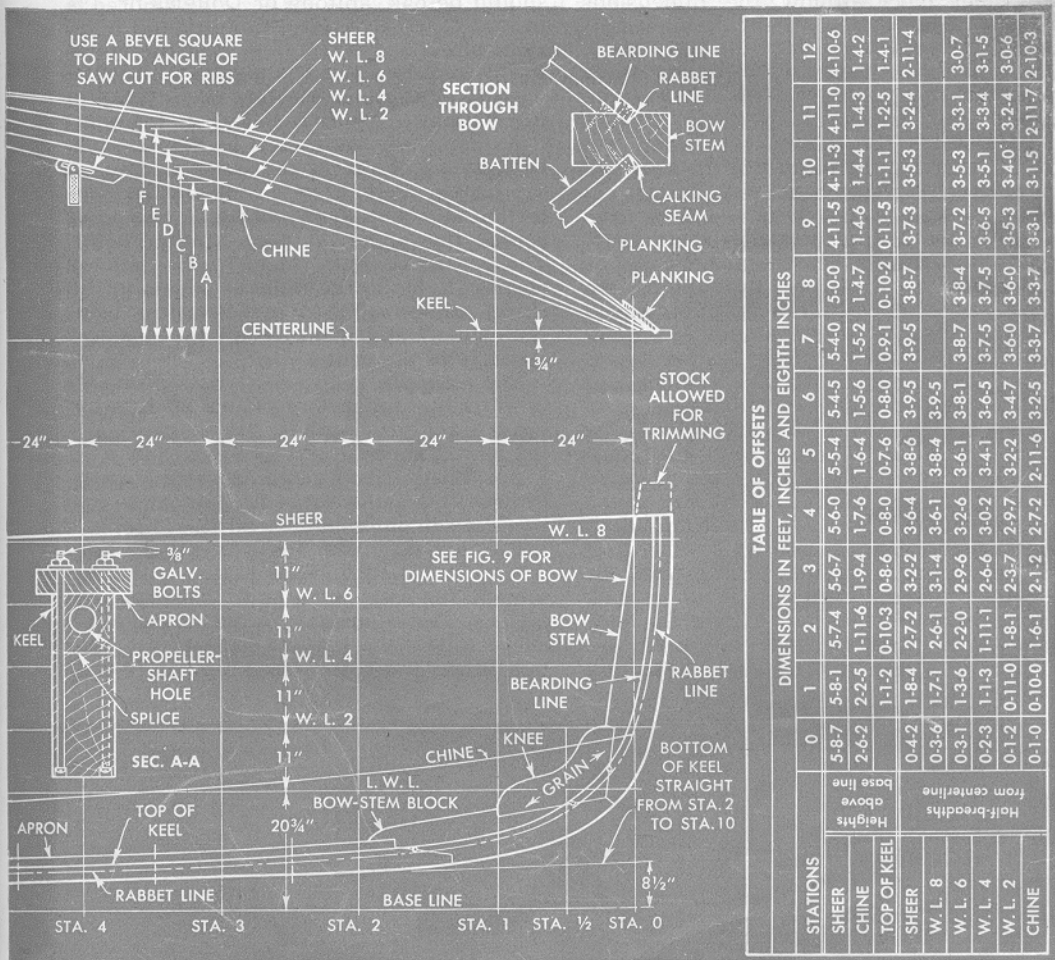 USE A BEVEL SQUARE
TO FIND ANGLE OF
SAW CUT FOR RIBS
SHEER
W. L. 8
W. L. 6
W. L. 4
W. L. 2
SECTION
THROUGH
BOW
BEARDING LINE
RABBET
LINE
BOW
STEM
BATTEN
CALKING
SEAM
PLANKING
F
E
D
C
B
A
CHINE
PLANKING
KEEL
CENTERLINE
1¾"
24" 24" 24" 24" 24"
STOCK
ALLOWED
FOR
TRIMMING
SHEER
W. L. 8
⅜"
GALV.
BOLTS
11"
SEE FIG. 9 FOR
DIMENSIONS OF BOW
W. L. 6
APRON
KEEL
11"
BOW
STEM
PROPELLER-
SHAFT
HOLE
W. L. 4
RABBET
LINE
11"
BEARDING
LINE
SPLICE
W. L. 2
SEC. A-A
11"
CHINE
KNEE
GRAIN
L. W. L.
BOW-STEM BLOCK
BOTTOM
OF KEEL
STRAIGHT
FROM STA. 2
TO STA. 10
TOP OF
KEEL
20¾"
APRON
RABBET LINE
BASE LINE
8½"
STA. 4 STA. 3 STA. 2 STA. 1 STA. ½ STA. 0
TABLE OF OFFSETS
DIMENSIONS IN FEET, INCHES AND EIGHTH INCHES
STATIONS 0 1 2 3 4 5 6 7 8 9 10 11 12
Heights
above
base line
SHEER 5-8-7 5-8-1 5-7-4 5-6-7 5-6-0 5-5-4 5-4-5 5-4-0 5-0-0 4-11-5 4-11-3 4-11-0 4-10-6
CHINE 2-6-2 2-2-5 1-11-6 1-9-4 1-7-6 1-6-4 1-5-6 1-5-2 1-4-7 1-4-6 1-4-4 1-4-3 1-4-2
TOP OF KEEL 1-1-2 0-10-3 0-8-6 0-8-0 0-7-6 0-8-0 0-9-1 0-10-2 0-11-5 1-1-1 1-2-5 1-4-1
Half-breadths
from centerline
SHEER 0-4-2 1-8-4 2-7-2 3-2-2 3-6-4 3-8-6 3-9-5 3-9-5 3-8-7 3-7-3 3-5-3 3-2-4 2-11-4
W. L. 8 0-3-6 1-7-1 2-6-1 3-1-4 3-6-1 3-8-4 3-9-5
W. L. 6 0-3-1 1-3-6 2-2-0 2-9-6 3-2-6 3-6-1 3-8-1 3-8-7 3-8-4 3-7-2 3-5-3 3-3-1 3-0-7
W. L. 4 0-2-3 1-1-3 1-11-1 2-6-6 3-0-2 3-4-1 3-6-5 3-7-5 3-7-5 3-6-5 3-5-1 3-3-4 3-1-5
W. L. 2 0-1-2 0-11-0 1-8-1 2-3-7 2-9-7 3-2-2 3-4-7 3-6-0 3-6-0 3-5-3 3-4-0 3-2-4 3-0-6
CHINE 0-1-0 0-10-0 1-6-1 2-1-2 2-7-2 2-11-6 3-2-5 3-3-7 3-3-7 3-3-1 3-1-5 2-11-7 2-10-3